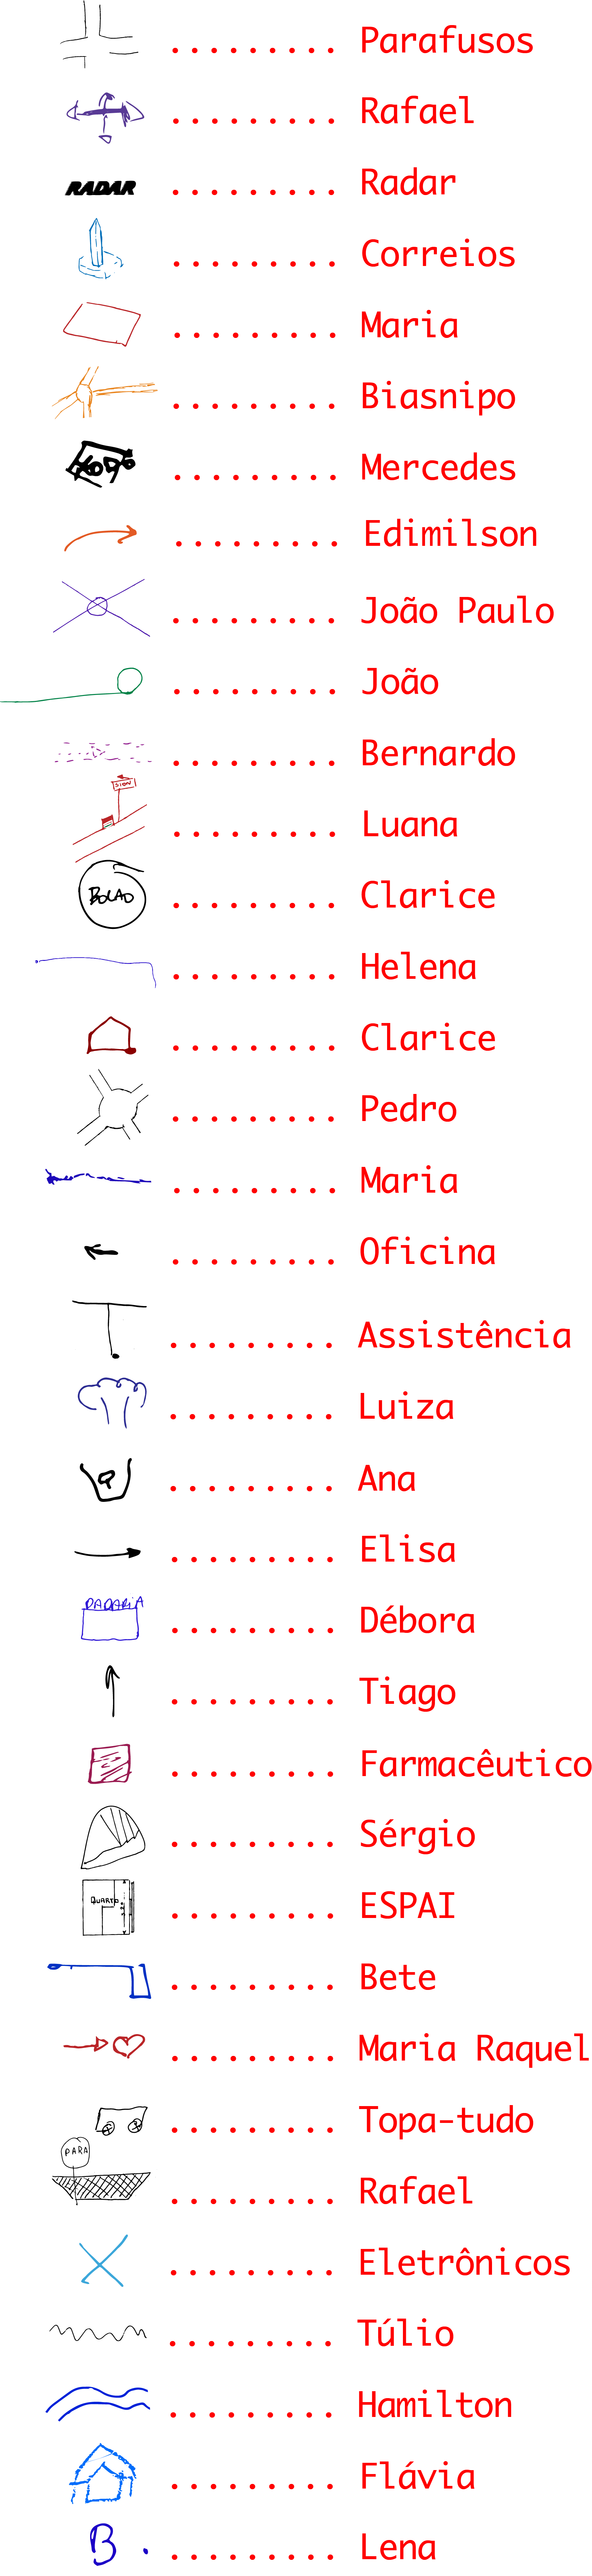 . . . . . . . . . Parafusos
. . . . . . . . . Rafael
RADAR . . . . . . . . . Radar
. . . . . . . . . Correios
. . . . . . . . . Maria
. . . . . . . . . Biasnipo
. . . . . . . . . Mercedes
. . . . . . . . . Edimilson
. . . . . . . . . João Paulo
. . . . . . . . . João
. . . . . . . . . Bernardo
. . . . . . . . . Luana
BOLAO . . . . . . . . . Clarice
. . . . . . . . . Helena
. . . . . . . . . Clarice
. . . . . . . . . Pedro
. . . . . . . . . Maria
. . . . . . . . . Oficina
. . . . . . . . . Assistência
. . . . . . . . . Luiza
. . . . . . . . . Ana
. . . . . . . . . Elisa
PADARIA . . . . . . . . . Débora
. . . . . . . . . Tiago
. . . . . . . . . Farmacêutico
. . . . . . . . . Sérgio
QUARTO . . . . . . . . . ESPAI
. . . . . . . . . Bete
. . . . . . . . . Maria Raquel
. . . . . . . . . Topa-tudo
PARA . . . . . . . . . Rafael
. . . . . . . . . Eletrônicos
. . . . . . . . . Túlio
. . . . . . . . . Hamilton
. . . . . . . . . Flávia
B. . . . . . . . . . Lena